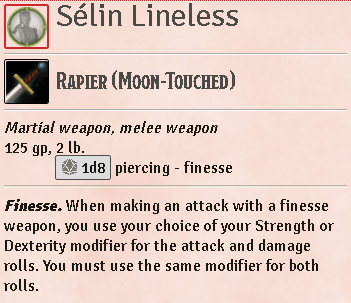 Sélin Lineless
Rapier (Moon-Touched)
Martial weapon, melee weapon
125 gp, 2 lb.
1d8 piercing - finesse
Finesse. When making an attack with a finesse
weapon, you use your choice of your Strength or
Dexterity modifier for the attack and damage
rolls. You must use the same modifier for both
rolls.